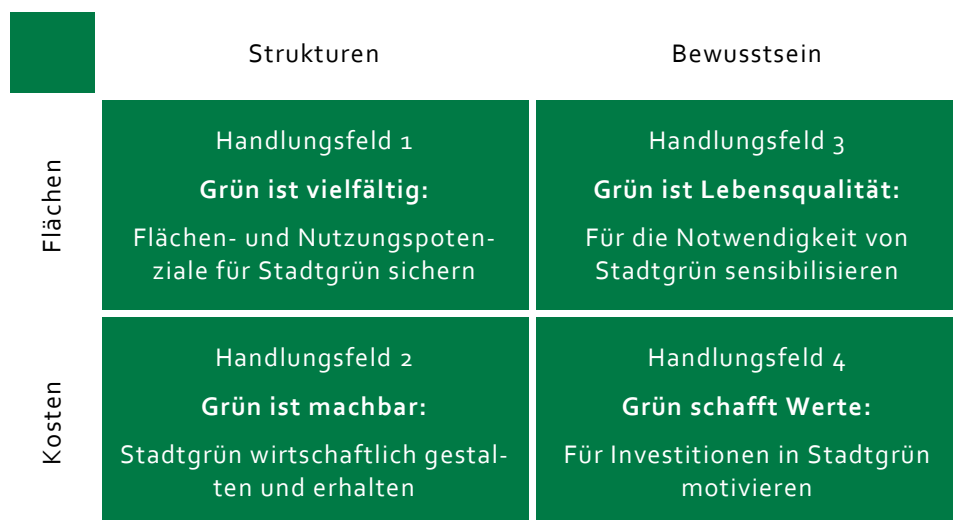 Strukturen
Bewusstsein
Flächen
Handlungsfeld 1
Grün ist vielfältig:
Flächen- und Nutzungspoten-
ziale für Stadtgrün sichern
Handlungsfeld 3
Grün ist Lebensqualität:
Für die Notwendigkeit von
Stadtgrün sensibilisieren
Kosten
Handlungsfeld 2
Grün ist machbar:
Stadtgrün wirtschaftlich gestal-
ten und erhalten
Handlungsfeld 4
Grün schafft Werte:
Für Investitionen in Stadtgrün
motivieren